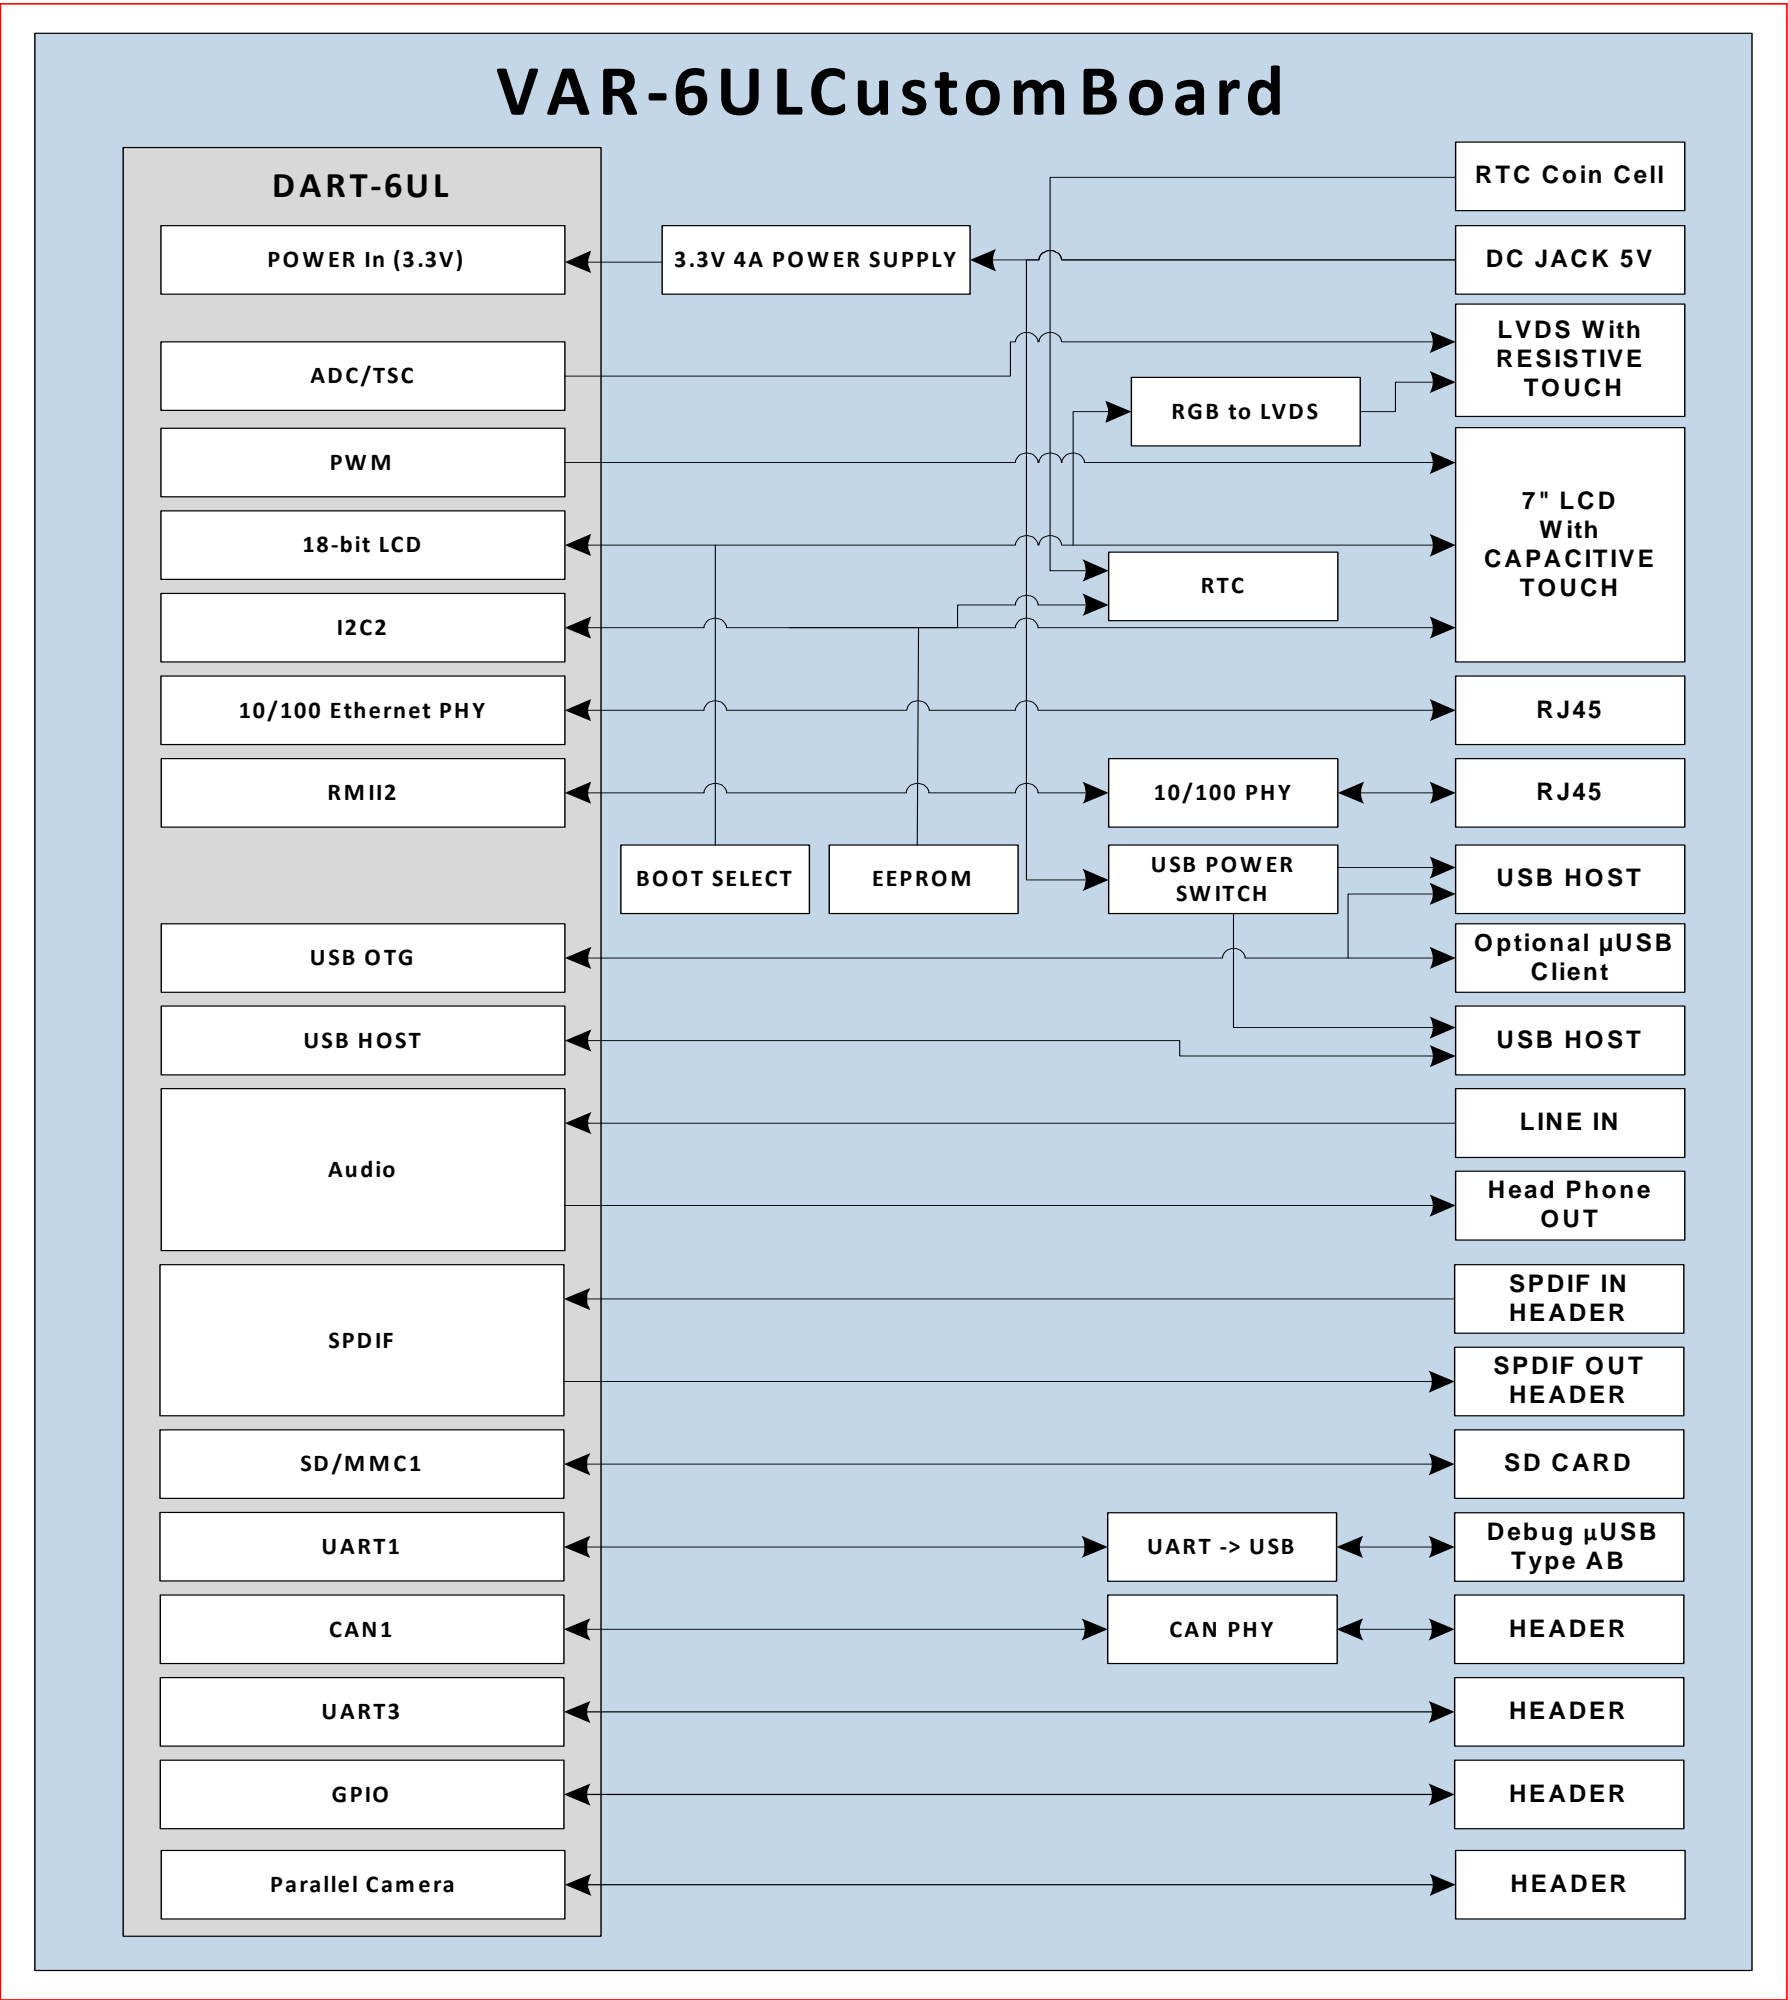 VAR-6ULCustomBoard
DART-6UL
RTC Coin Cell
POWER In (3.3V)
3.3V 4A POWER SUPPLY
DC JACK 5V
ADC/TSC
LVDS With
RESISTIVE
TOUCH
RGB to LVDS
PWM
7" LCD
With
CAPACITIVE
TOUCH
18-bit LCD
RTC
I2C2
10/100 Ethernet PHY
RJ45
RMII2
10/100 PHY
RJ45
BOOT SELECT
EEPROM
USB POWER
SWITCH
USB HOST
USB OTG
Optional µUSB
Client
USB HOST
USB HOST
Audio
LINE IN
Head Phone
OUT
SPDIF
SPDIF IN
HEADER
SPDIF OUT
HEADER
SD/MMC1
SD CARD
UART1
UART -> USB
Debug µUSB
Type AB
CAN1
CAN PHY
HEADER
UART3
HEADER
GPIO
HEADER
Parallel Camera
HEADER